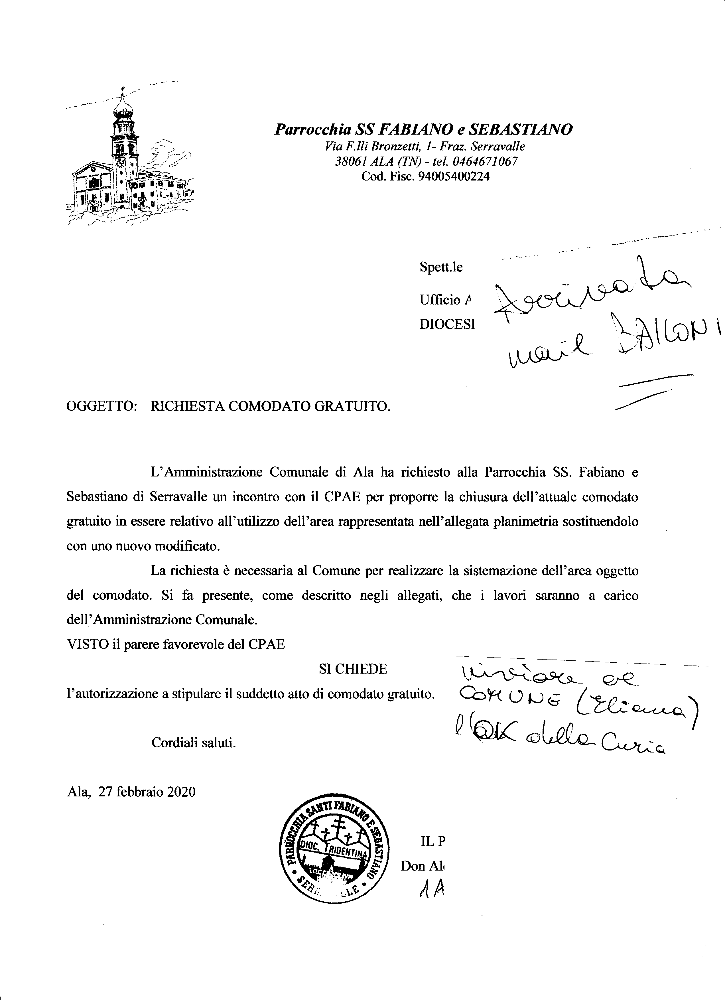 Parrocchia SS FABIANO e SEBASTIANO
Via F.lli Bronzetti, 1- Fraz. Serravalle
38061 ALA (TN) - tel. 0464671067
Cod. Fisc. 94005400224
Spett.le
Ufficio A
DIOCESI
Arrivata
mail BAILONI
OGGETTO: RICHIESTA COMODATO GRATUITO.
L'Amministrazione Comunale di Ala ha richiesto alla Parrocchia SS. Fabiano e
Sebastiano di Serravalle un incontro con il CPAE per proporre la chiusura dell'attuale comodato
gratuito in essere relativo all'utilizzo dell'area rappresentata nell'allegata planimetria sostituendolo
con uno nuovo modificato.
La richiesta è necessaria al Comune per realizzare la sistemazione dell'area oggetto
del comodato. Si fa presente, come descritto negli allegati, che i lavori saranno a carico
dell'Amministrazione Comunale.
VISTO il parere favorevole del CPAE
SI CHIEDE
l'autorizzazione a stipulare il suddetto atto di comodato gratuito.
inviare al
COMUNE (Eliana)
l'OK della Curia
Cordiali saluti.
Ala, 27 febbraio 2020
PARROCCHIA SANTI FABIANO E SEBASTIANO
DIOC. TRIDENTINA
IL P
Don Al